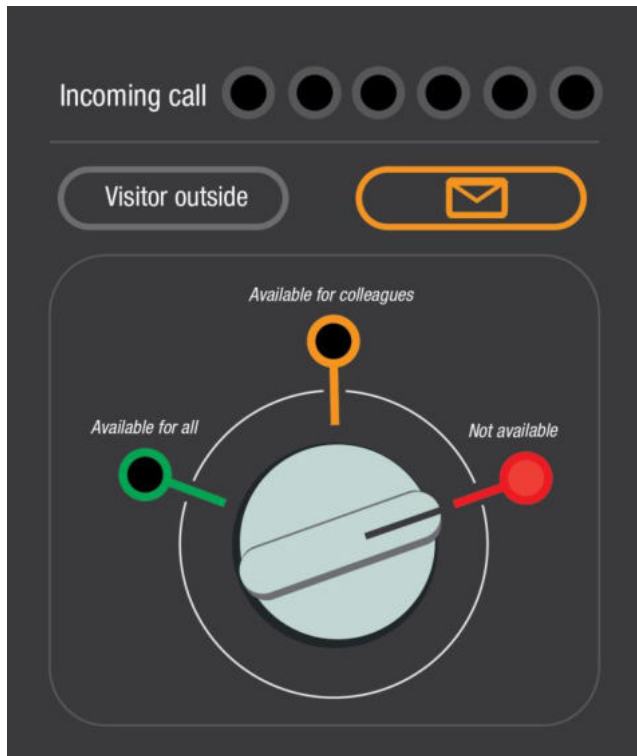 Incoming call
Visitor outside
Available for colleagues
Available for all
Not available